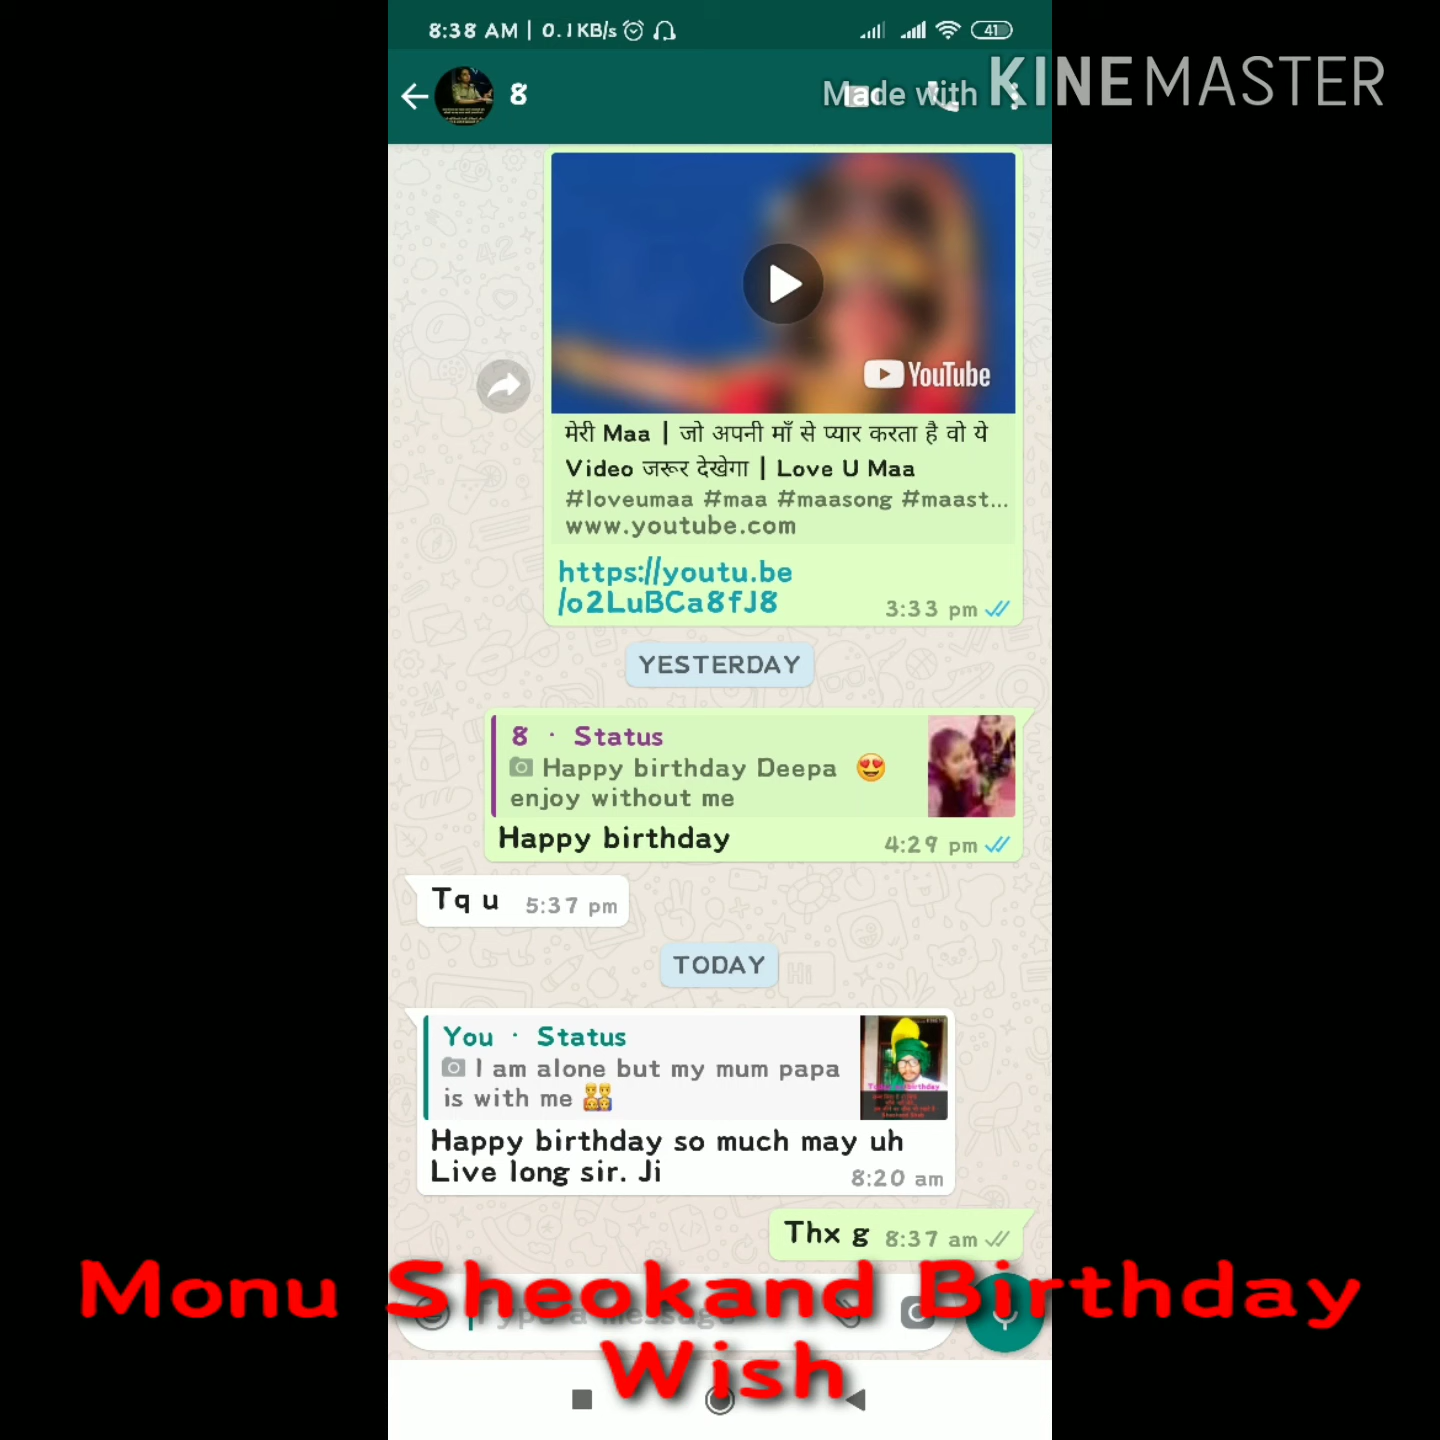 8:38 AM | 0.1KB/s
41
8
Made with KINEMASTER
YouTube
मेरी Maa | जो अपनी माँ से प्यार करता है वो ये
Video जरूर देखेगा | Love U Maa
#loveumaa #maa #maasong #maast...
www.youtube.com
https://youtu.be
/o2LuBCa8fJ8
3:33 pm
YESTERDAY
8 · Status
Happy birthday Deepa 😍
enjoy without me
Happy birthday
4:29 pm
Tq u 5:37 pm
TODAY
You · Status
I am alone but my mum papa
is with me
Happy birthday so much may uh
Live long sir. Ji
8:20 am
Thx g 8:37 am
Type a message
Monu Sheokand Birthday
Wish